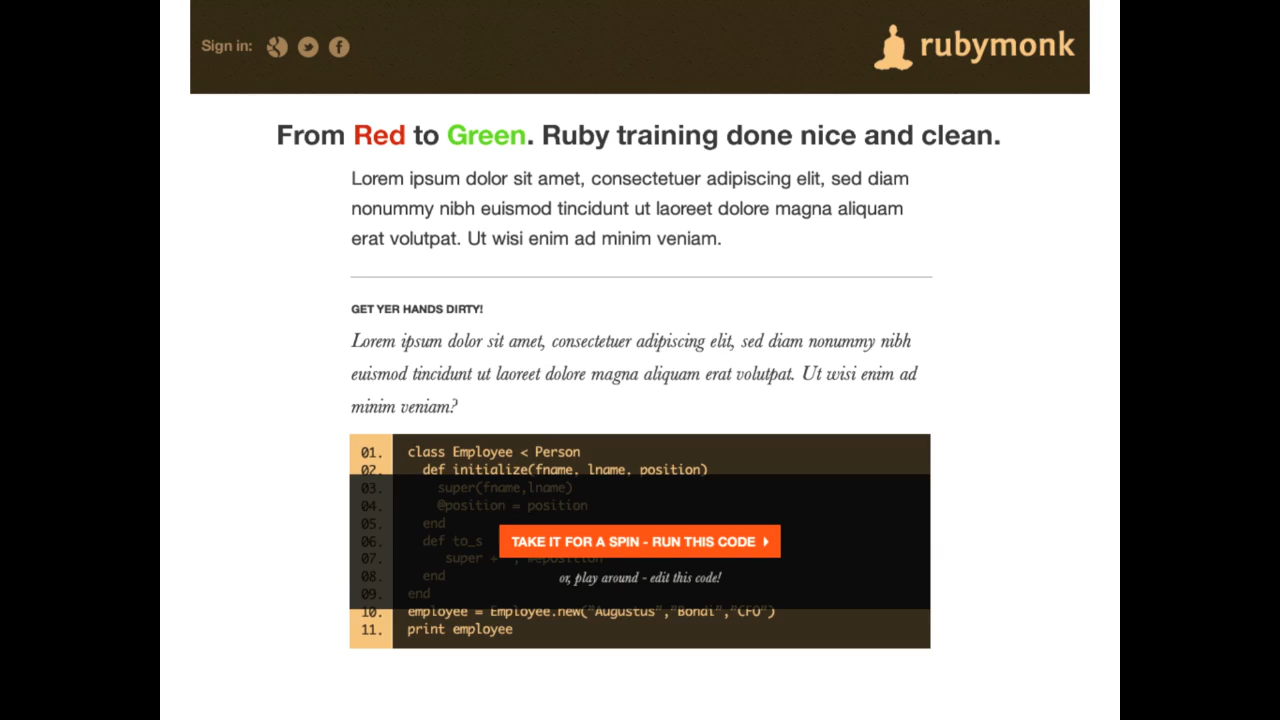 Sign in:
rubymonk
From Red to Green. Ruby training done nice and clean.
Lorem ipsum dolor sit amet, consectetuer adipiscing elit, sed diam
nonummy nibh euismod tincidunt ut laoreet dolore magna aliquam
erat volutpat. Ut wisi enim ad minim veniam.
GET YER HANDS DIRTY!
Lorem ipsum dolor sit amet, consectetuer adipiscing elit, sed diam nonummy nibh
euismod tincidunt ut laoreet dolore magna aliquam erat volutpat. Ut wisi enim ad
minim veniam?
01. class Employee < Person
02. def initialize(fname, lname, position)
03. super(fname,lname)
04. @position = position
05. end
06. def to_s
TAKE IT FOR A SPIN - RUN THIS CODE
07. super +
or, play around - edit this code!
08. end
09. end
10. employee = Employee.new("Augustus","Bondi","CFO")
11. print employee